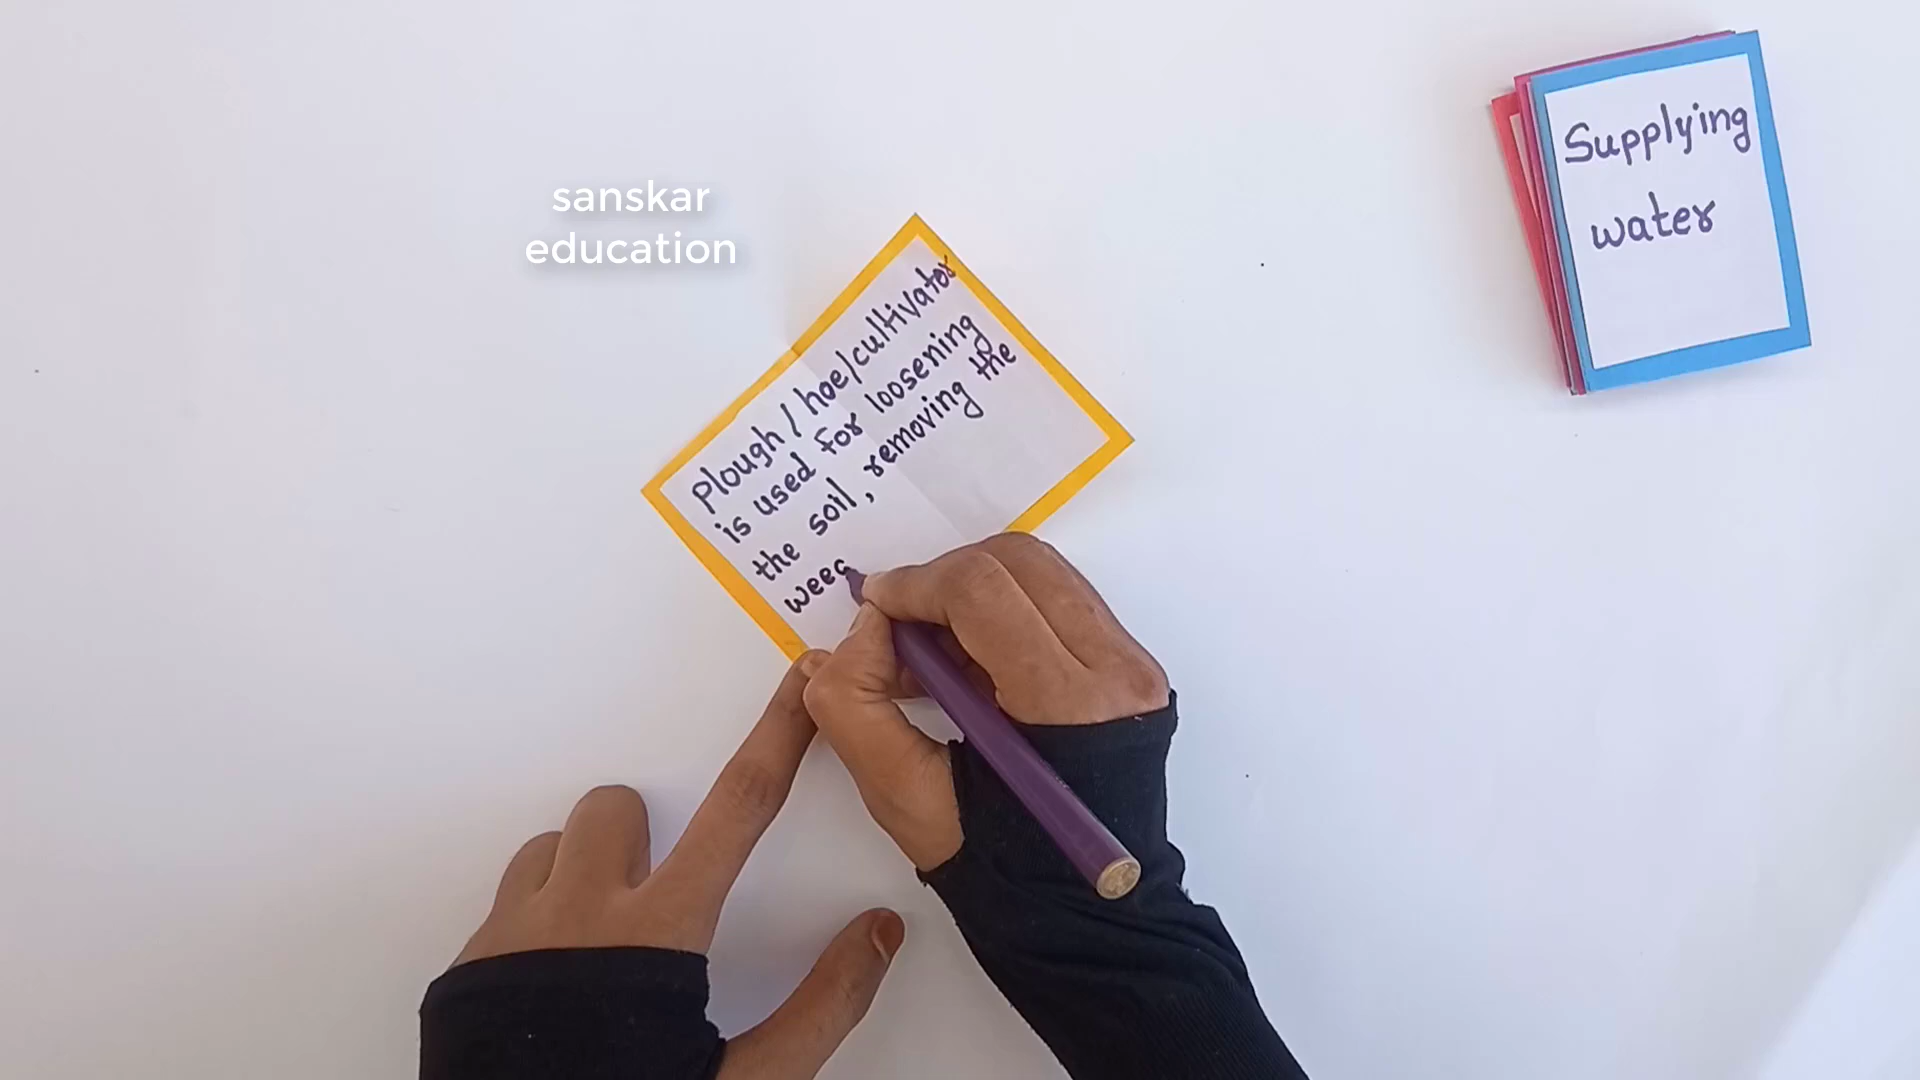 sanskar
education
plough / hoe/cultivator
is used for loosening
the soil, removing the
Supplying
water